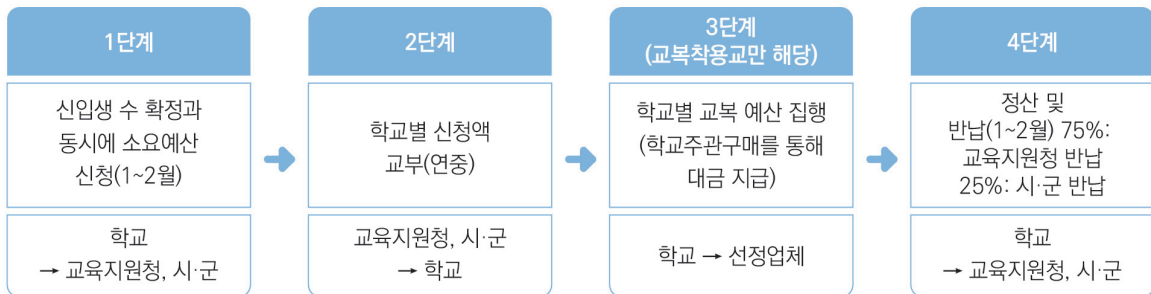 1단계
신입생 수 확정과
동시에 소요예산
신청(1~2월)
학교
→ 교육지원청, 시·군
2단계
학교별 신청액
교부(연중)
교육지원청, 시·군
→ 학교
3단계
(교복착용교만 해당)
학교별 교복 예산 집행
(학교주관구매를 통해
대금 지급)
학교 → 선정업체
4단계
정산 및
반납(1~2월) 75%:
교육지원청 반납
25%: 시·군 반납
학교
→ 교육지원청, 시·군